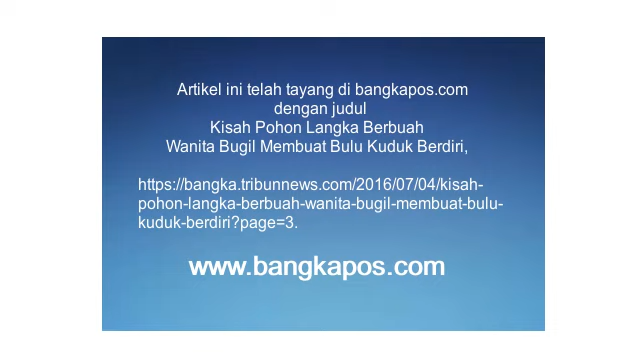 Artikel ini telah tayang di bangkapos.com
dengan judul
Kisah Pohon Langka Berbuah
Wanita Bugil Membuat Bulu Kuduk Berdiri,
https://bangka.tribunnews.com/2016/07/04/kisah-
pohon-langka-berbuah-wanita-bugil-membuat-bulu-
kuduk-berdiri?page=3.
www.bangkapos.com